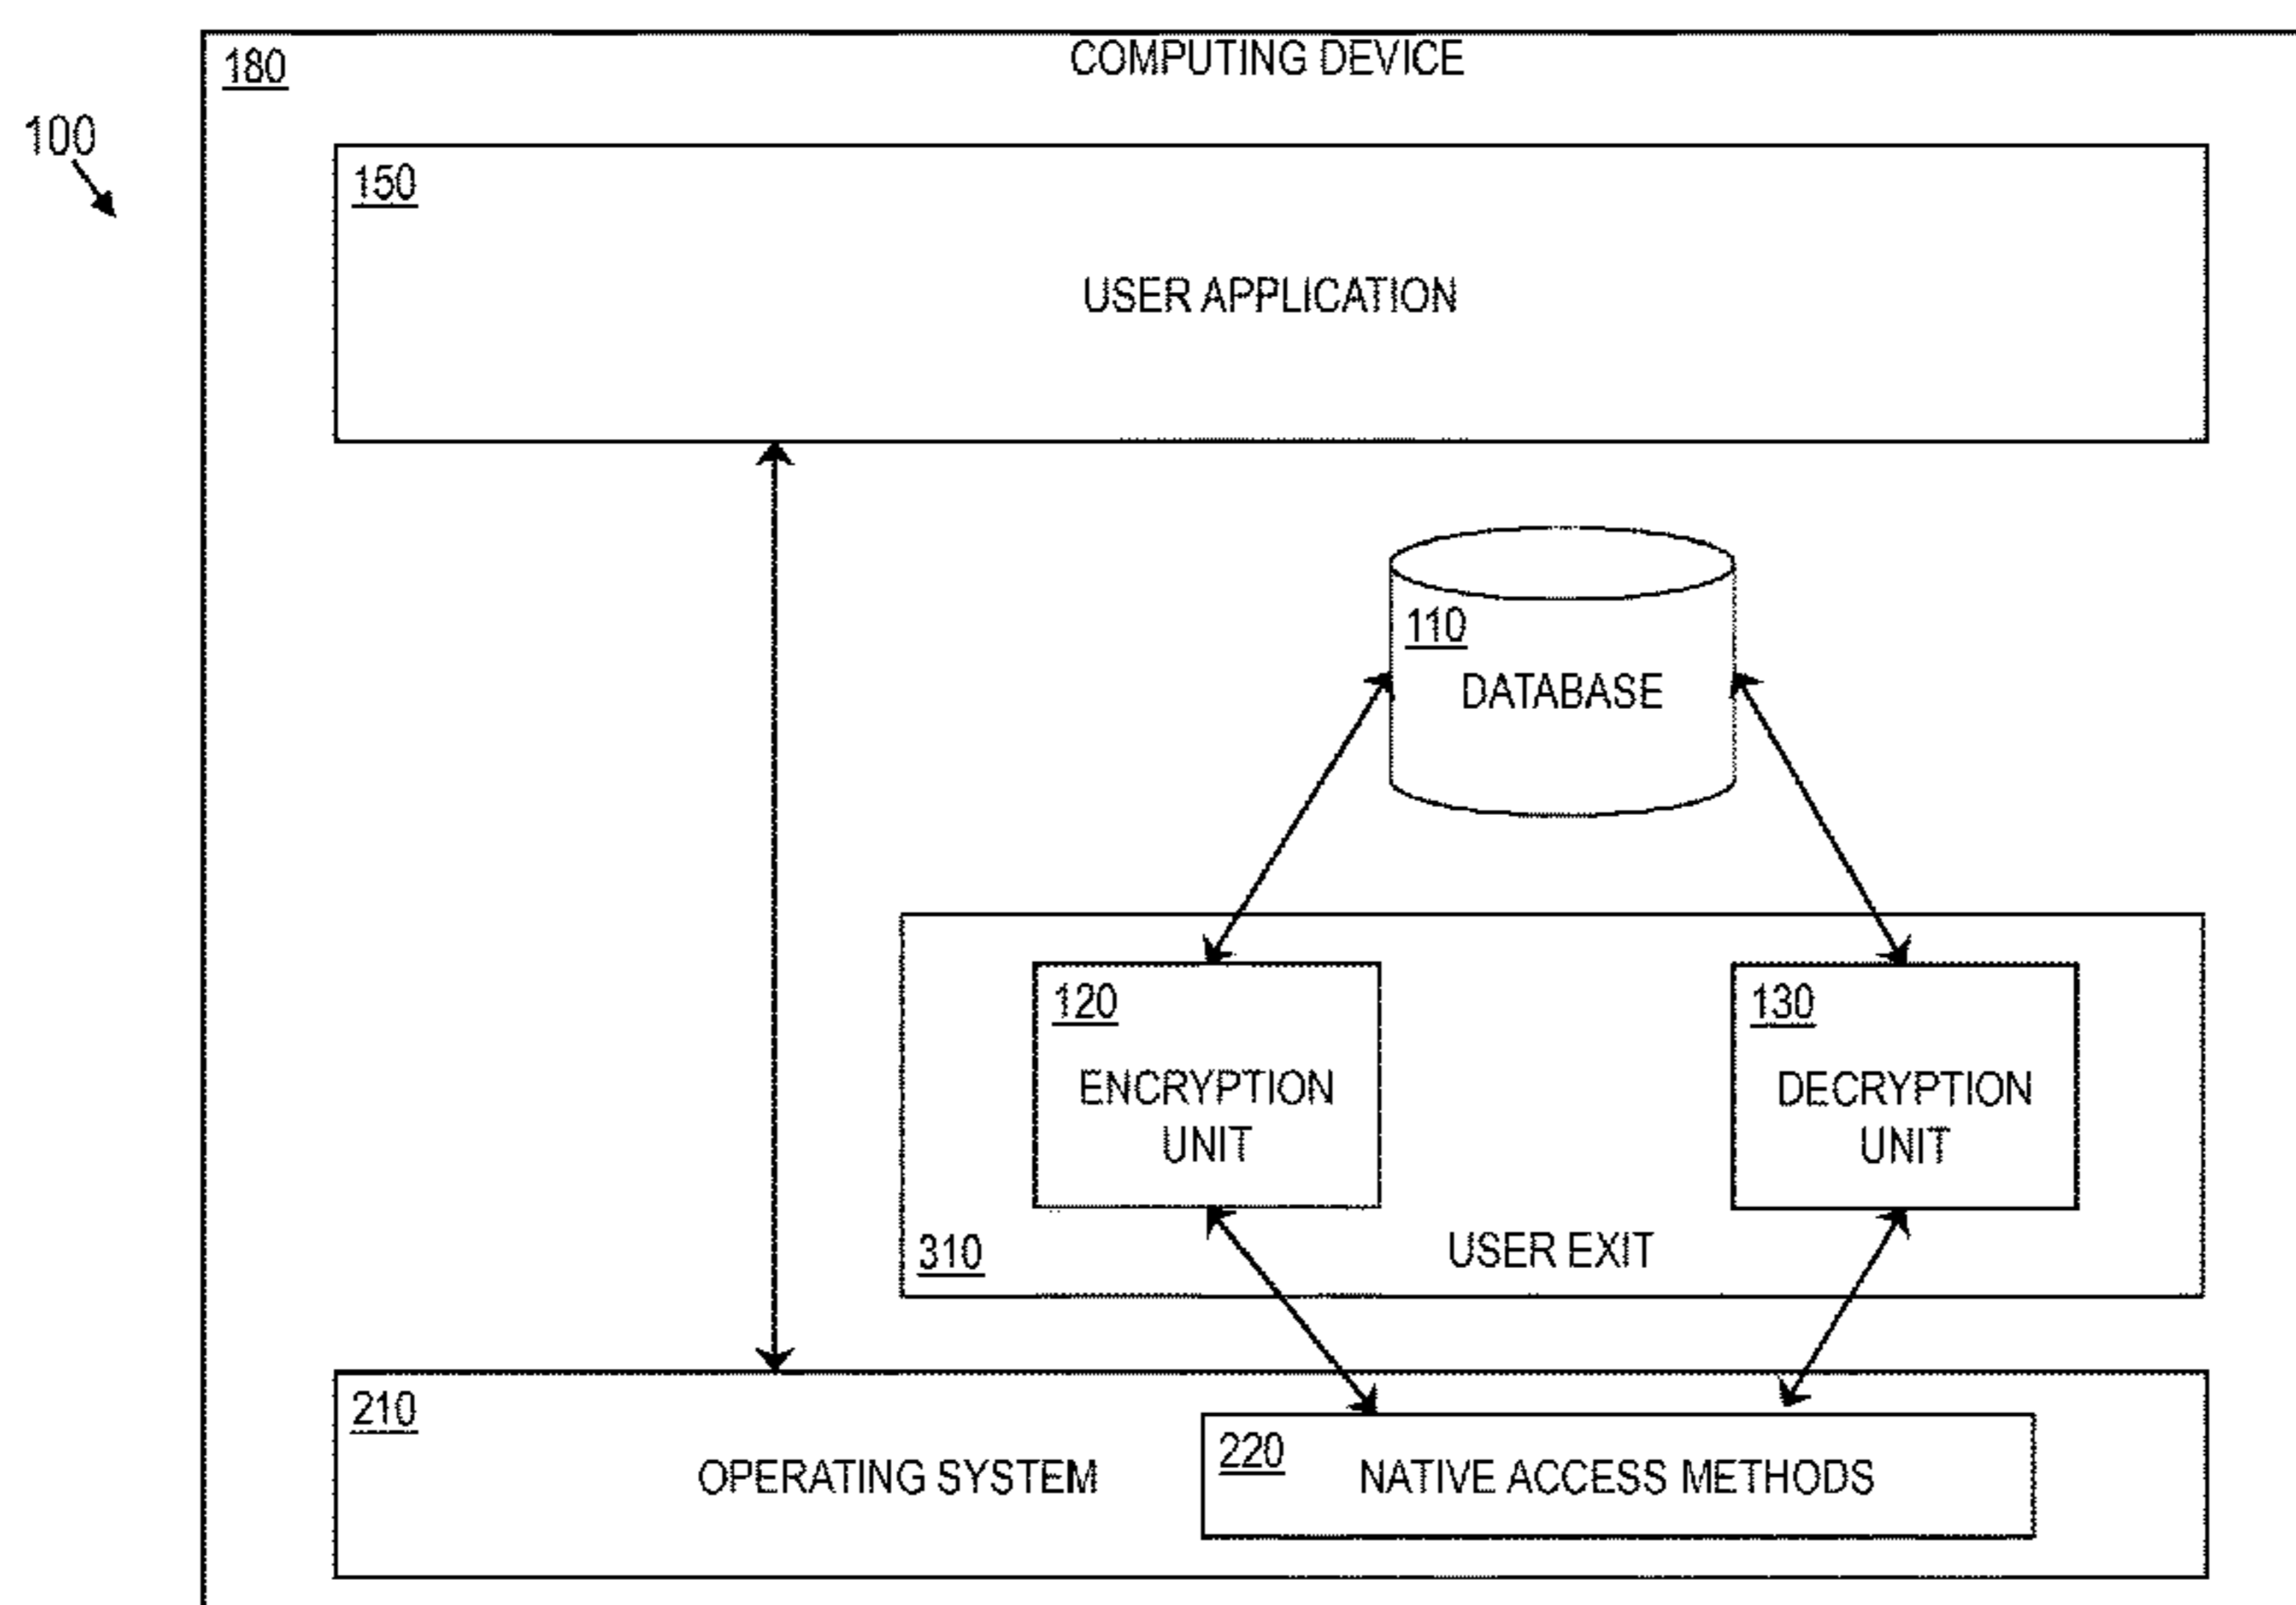 180
COMPUTING DEVICE
100
150
USER APPLICATION
110
DATABASE
120
ENCRYPTION
UNIT
130
DECRYPTION
UNIT
310
USER EXIT
210
OPERATING SYSTEM
220
NATIVE ACCESS METHODS